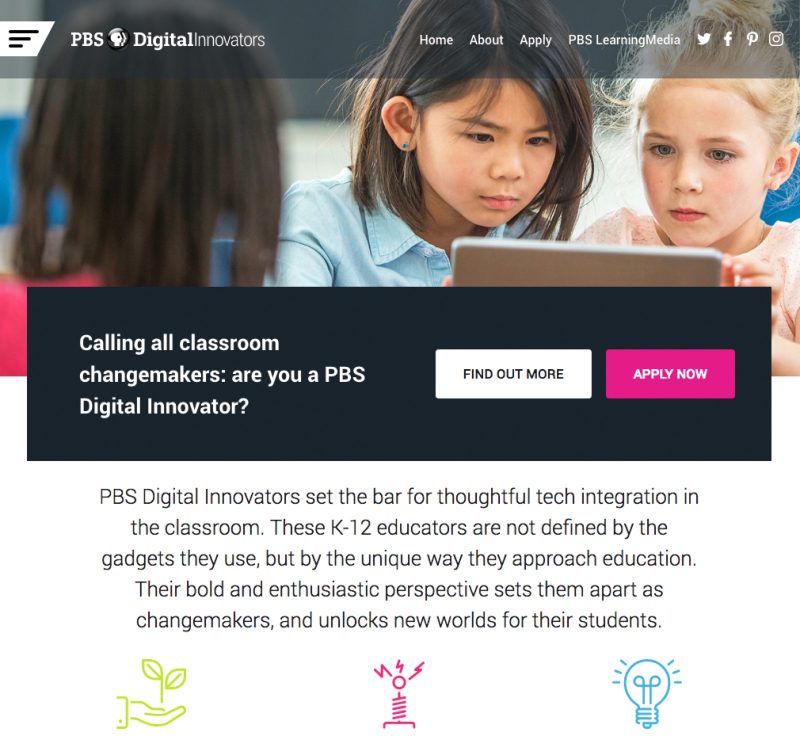 PBS DigitalInnovators
Home About Apply PBS LearningMedia
Calling all classroom
changemakers: are you a PBS
Digital Innovator?
FIND OUT MORE
APPLY NOW
PBS Digital Innovators set the bar for thoughtful tech integration in
the classroom. These K-12 educators are not defined by the
gadgets they use, but by the unique way they approach education.
Their bold and enthusiastic perspective sets them apart as
changemakers, and unlocks new worlds for their students.